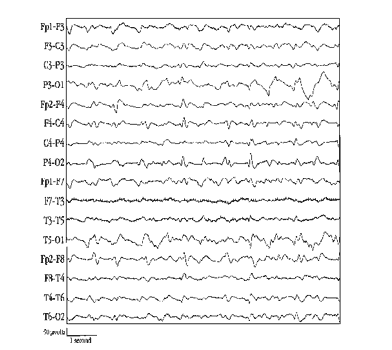 Fp1-F3
F3-C3
C3-P3
P3-O1
Fp2-F4
F4-C4
C4-P4
P4-O2
Fp1-F7
F7-T3
T3-T5
T5-O1
Fp2-F8
F8-T4
T4-T6
T6-O2
1 second